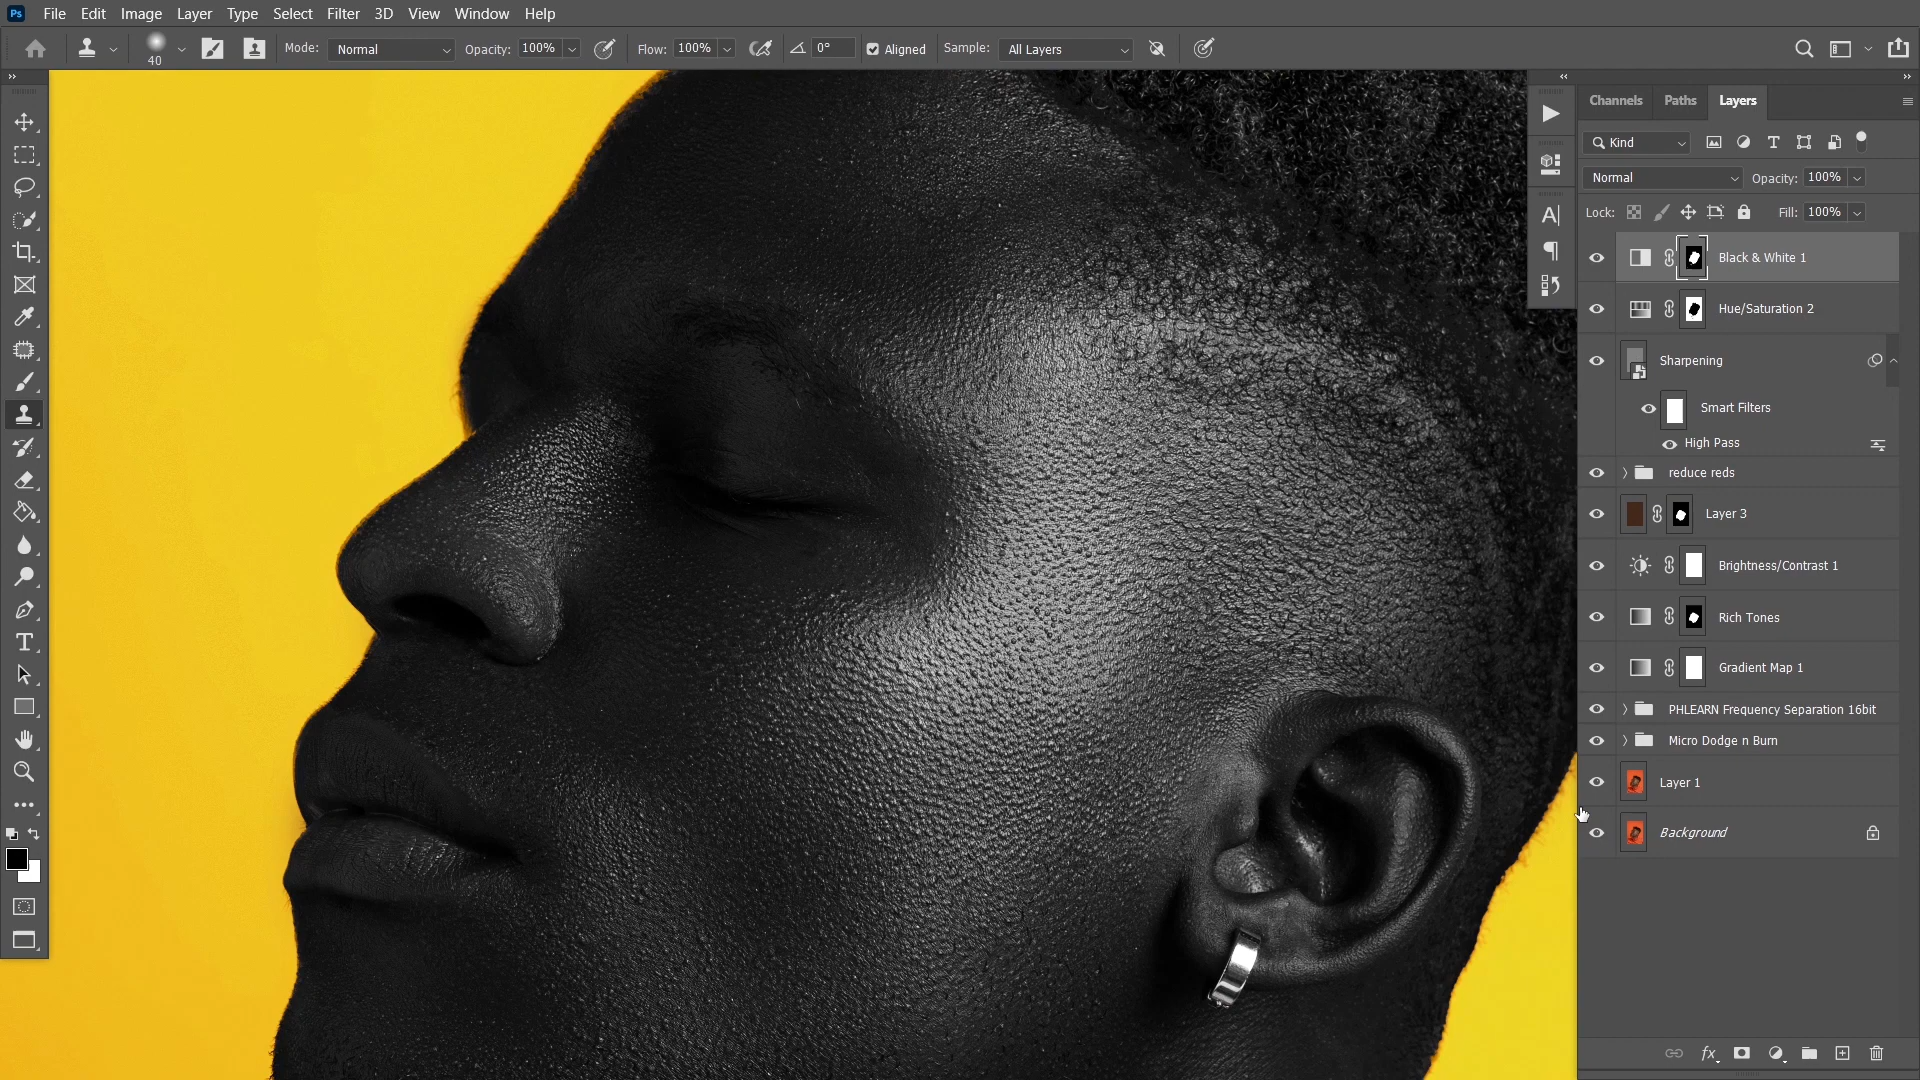 Ps File Edit Image Layer Type Select Filter 3D View Window Help
40 Mode: Normal Opacity: 100% Flow: 100% 0° Aligned Sample: All Layers
Channels Paths Layers
Kind
Normal Opacity: 100%
Lock: Fill: 100%
Black & White 1
Hue/Saturation 2
Sharpening
Smart Filters
High Pass
reduce reds
Layer 3
Brightness/Contrast 1
Rich Tones
Gradient Map 1
PHLEARN Frequency Separation 16bit
Micro Dodge n Burn
Layer 1
Background
fx